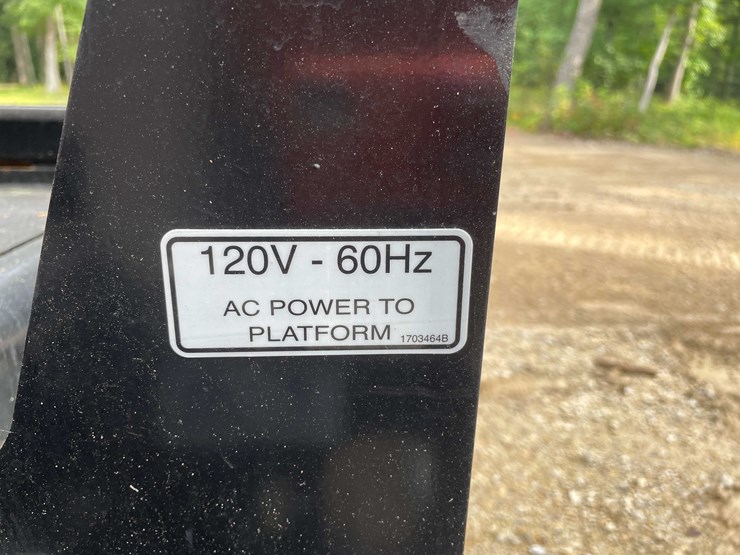 120V - 60Hz
AC POWER TO
PLATFORM 1703464B